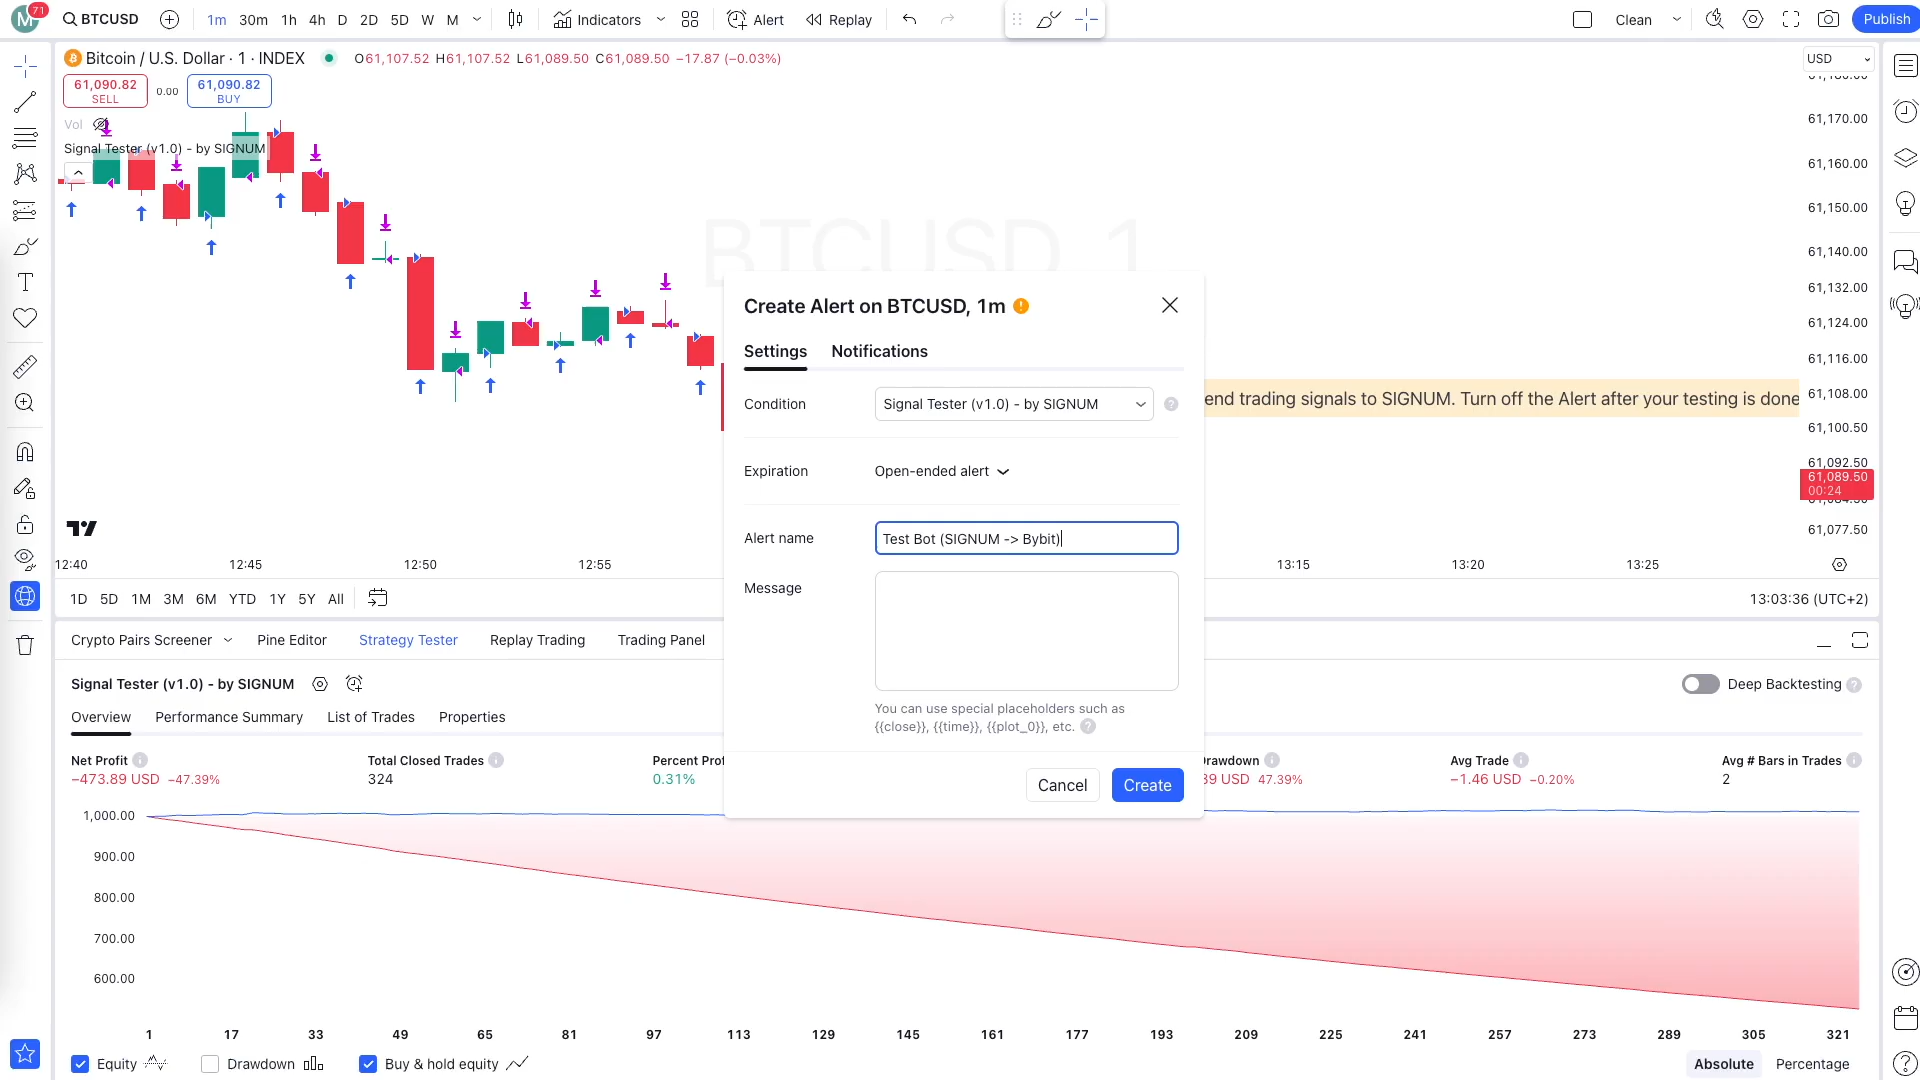 M 71 BTCUSD 1m 30m 1h 4h D 2D 5D W M Indicators Alert Replay Clean Publish
Bitcoin / U.S. Dollar · 1 · INDEX O61,107.52 H61,107.52 L61,089.50 C61,089.50 −17.87 (−0.03%) USD
61,090.82 0.00 61,090.82
SELL BUY
Vol
Signal Tester (v1.0) - by SIGNUM
BTCUSD, 1
61,170.00
61,160.00
61,150.00
61,140.00
61,132.00
61,124.00
61,116.00
61,108.00
61,100.50
61,092.50
61,089.50
00:24
61,077.50
end trading signals to SIGNUM. Turn off the Alert after your testing is done
Create Alert on BTCUSD, 1m
Settings Notifications
Condition Signal Tester (v1.0) - by SIGNUM
Expiration Open-ended alert
Alert name Test Bot (SIGNUM -> Bybit)
Message
You can use special placeholders such as
{{close}}, {{time}}, {{plot_0}}, etc.
Cancel Create
12:40 12:45 12:50 12:55 13:15 13:20 13:25
1D 5D 1M 3M 6M YTD 1Y 5Y All 13:03:36 (UTC+2)
Crypto Pairs Screener Pine Editor Strategy Tester Replay Trading Trading Panel
Signal Tester (v1.0) - by SIGNUM Deep Backtesting
Overview Performance Summary List of Trades Properties
Net Profit Total Closed Trades Percent Prof rawdown Avg Trade Avg # Bars in Trades
−473.89 USD −47.39% 324 0.31% 89 USD 47.39% −1.46 USD −0.20% 2
1,000.00
900.00
800.00
700.00
600.00
1 17 33 49 65 81 97 113 129 145 161 177 193 209 225 241 257 273 289 305 321
Equity Drawdown Buy & hold equity Absolute Percentage